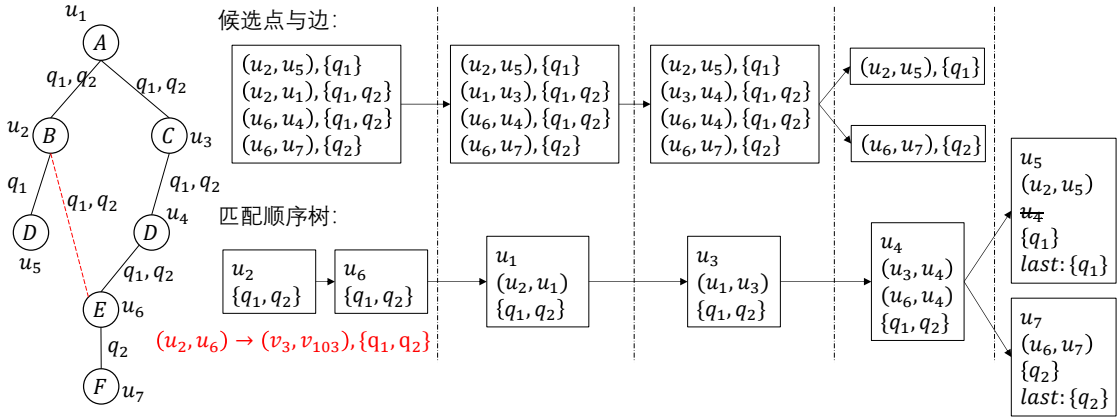 u₁
A
q₁, q₂
q₁, q₂
u₂
B
C
u₃
q₁
q₁, q₂
q₁, q₂
D
u₅
D
u₄
q₁, q₂
E
u₆
(u₂, u₆) → (v₃, v₁₀₃), {q₁, q₂}
q₂
F
u₇
候选点与边:
(u₂, u₅), {q₁}
(u₂, u₁), {q₁, q₂}
(u₆, u₄), {q₁, q₂}
(u₆, u₇), {q₂}
(u₂, u₅), {q₁}
(u₁, u₃), {q₁, q₂}
(u₆, u₄), {q₁, q₂}
(u₆, u₇), {q₂}
(u₂, u₅), {q₁}
(u₃, u₄), {q₁, q₂}
(u₆, u₄), {q₁, q₂}
(u₆, u₇), {q₂}
(u₂, u₅), {q₁}
(u₆, u₇), {q₂}
匹配顺序树:
u₂
{q₁, q₂}
u₆
{q₁, q₂}
u₁
(u₂, u₁)
{q₁, q₂}
u₃
(u₁, u₃)
{q₁, q₂}
u₄
(u₃, u₄)
(u₆, u₄)
{q₁, q₂}
u₅
(u₂, u₅)
u₄
{q₁}
last: {q₁}
u₇
(u₆, u₇)
{q₂}
last: {q₂}